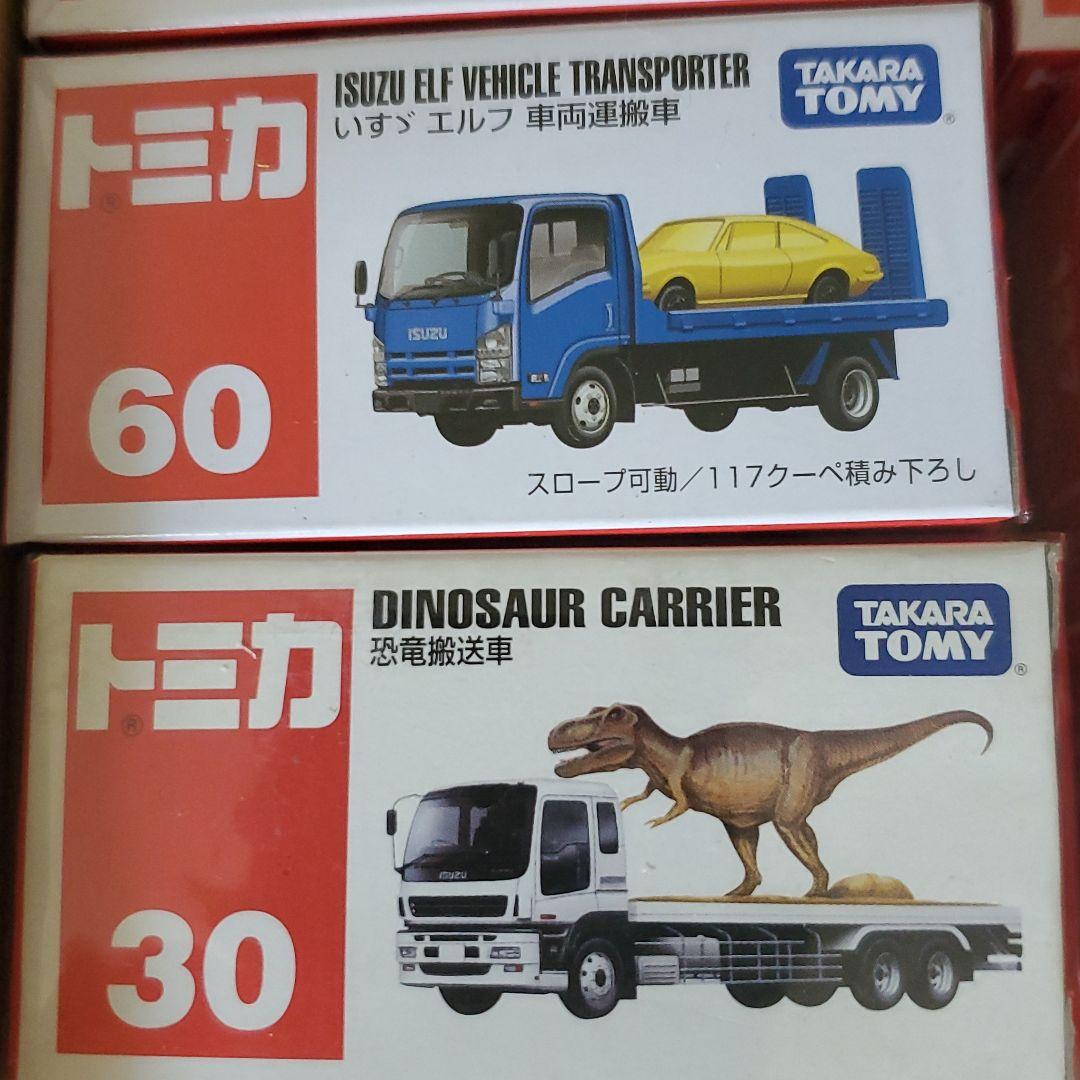 トミカ
®
60
ISUZU ELF VEHICLE TRANSPORTER
いすゞ エルフ 車両運搬車
TAKARA
TOMY
®
ISUZU
スロープ可動／117クーペ積み下ろし
トミカ
®
30
DINOSAUR CARRIER
恐竜搬送車
TAKARA
TOMY
®
ISUZU